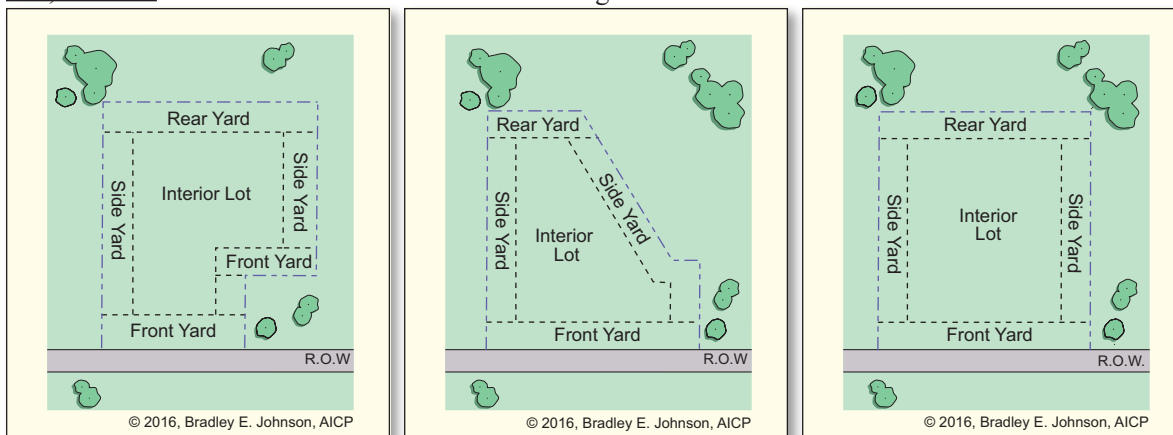 Rear Yard
Side Yard
Interior Lot
Side Yard
Front Yard
Front Yard
R.O.W
© 2016, Bradley E. Johnson, AICP
Rear Yard
Side Yard
Side Yard
Interior
Lot
Front Yard
R.O.W
© 2016, Bradley E. Johnson, AICP
Rear Yard
Side Yard
Interior
Lot
Side Yard
Front Yard
R.O.W.
© 2016, Bradley E. Johnson, AICP